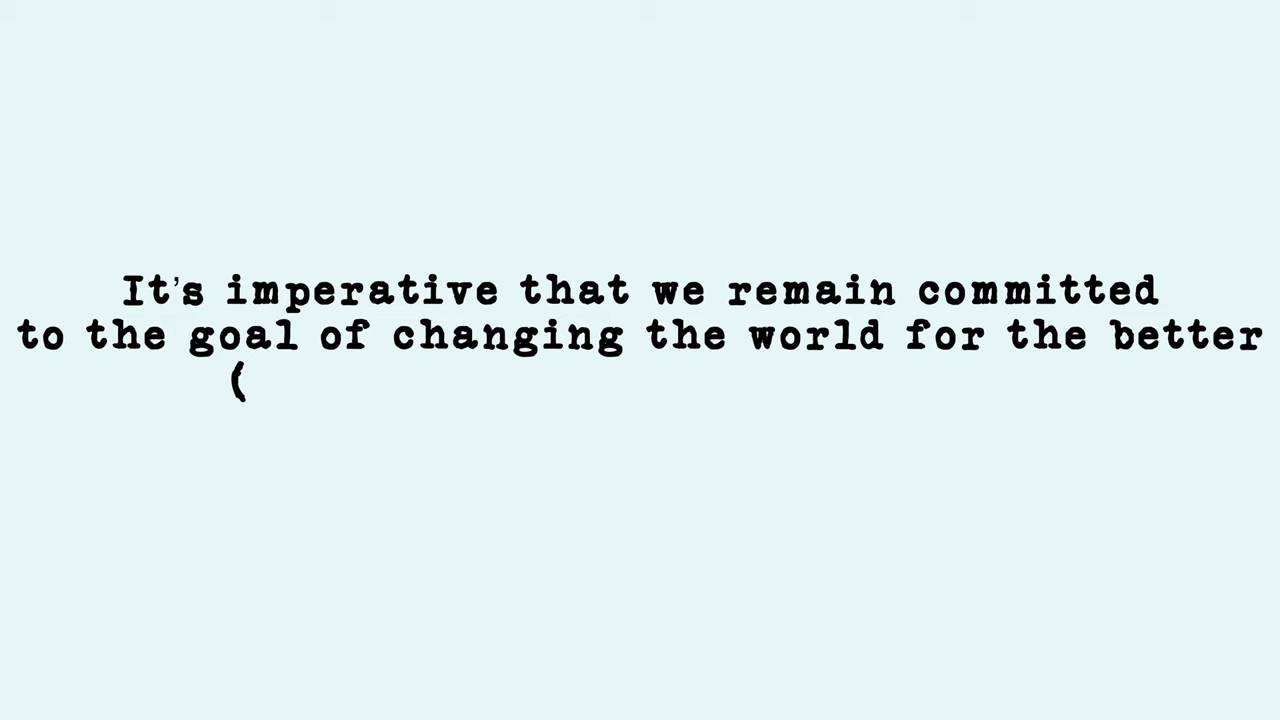 It's imperative that we remain committed
to the goal of changing the world for the better
(